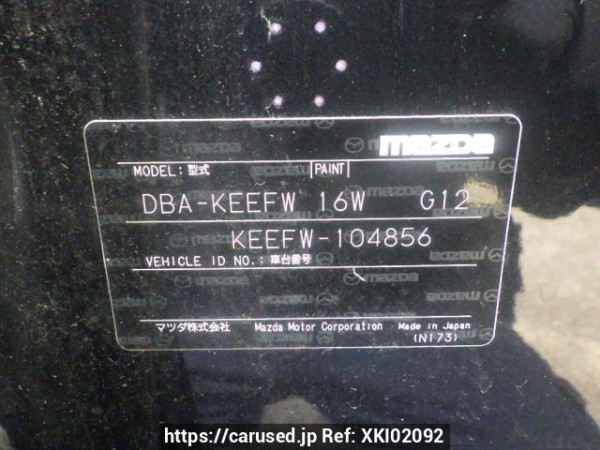 mazda
MODEL:型式 PAINT
DBA-KEEFW 16W G12
KEEFW-104856
VEHICLE ID NO.:車台番号
マツダ株式会社 Mazda Motor Corporation Made in Japan
(N173)
https://carused.jp Ref: XKI02092